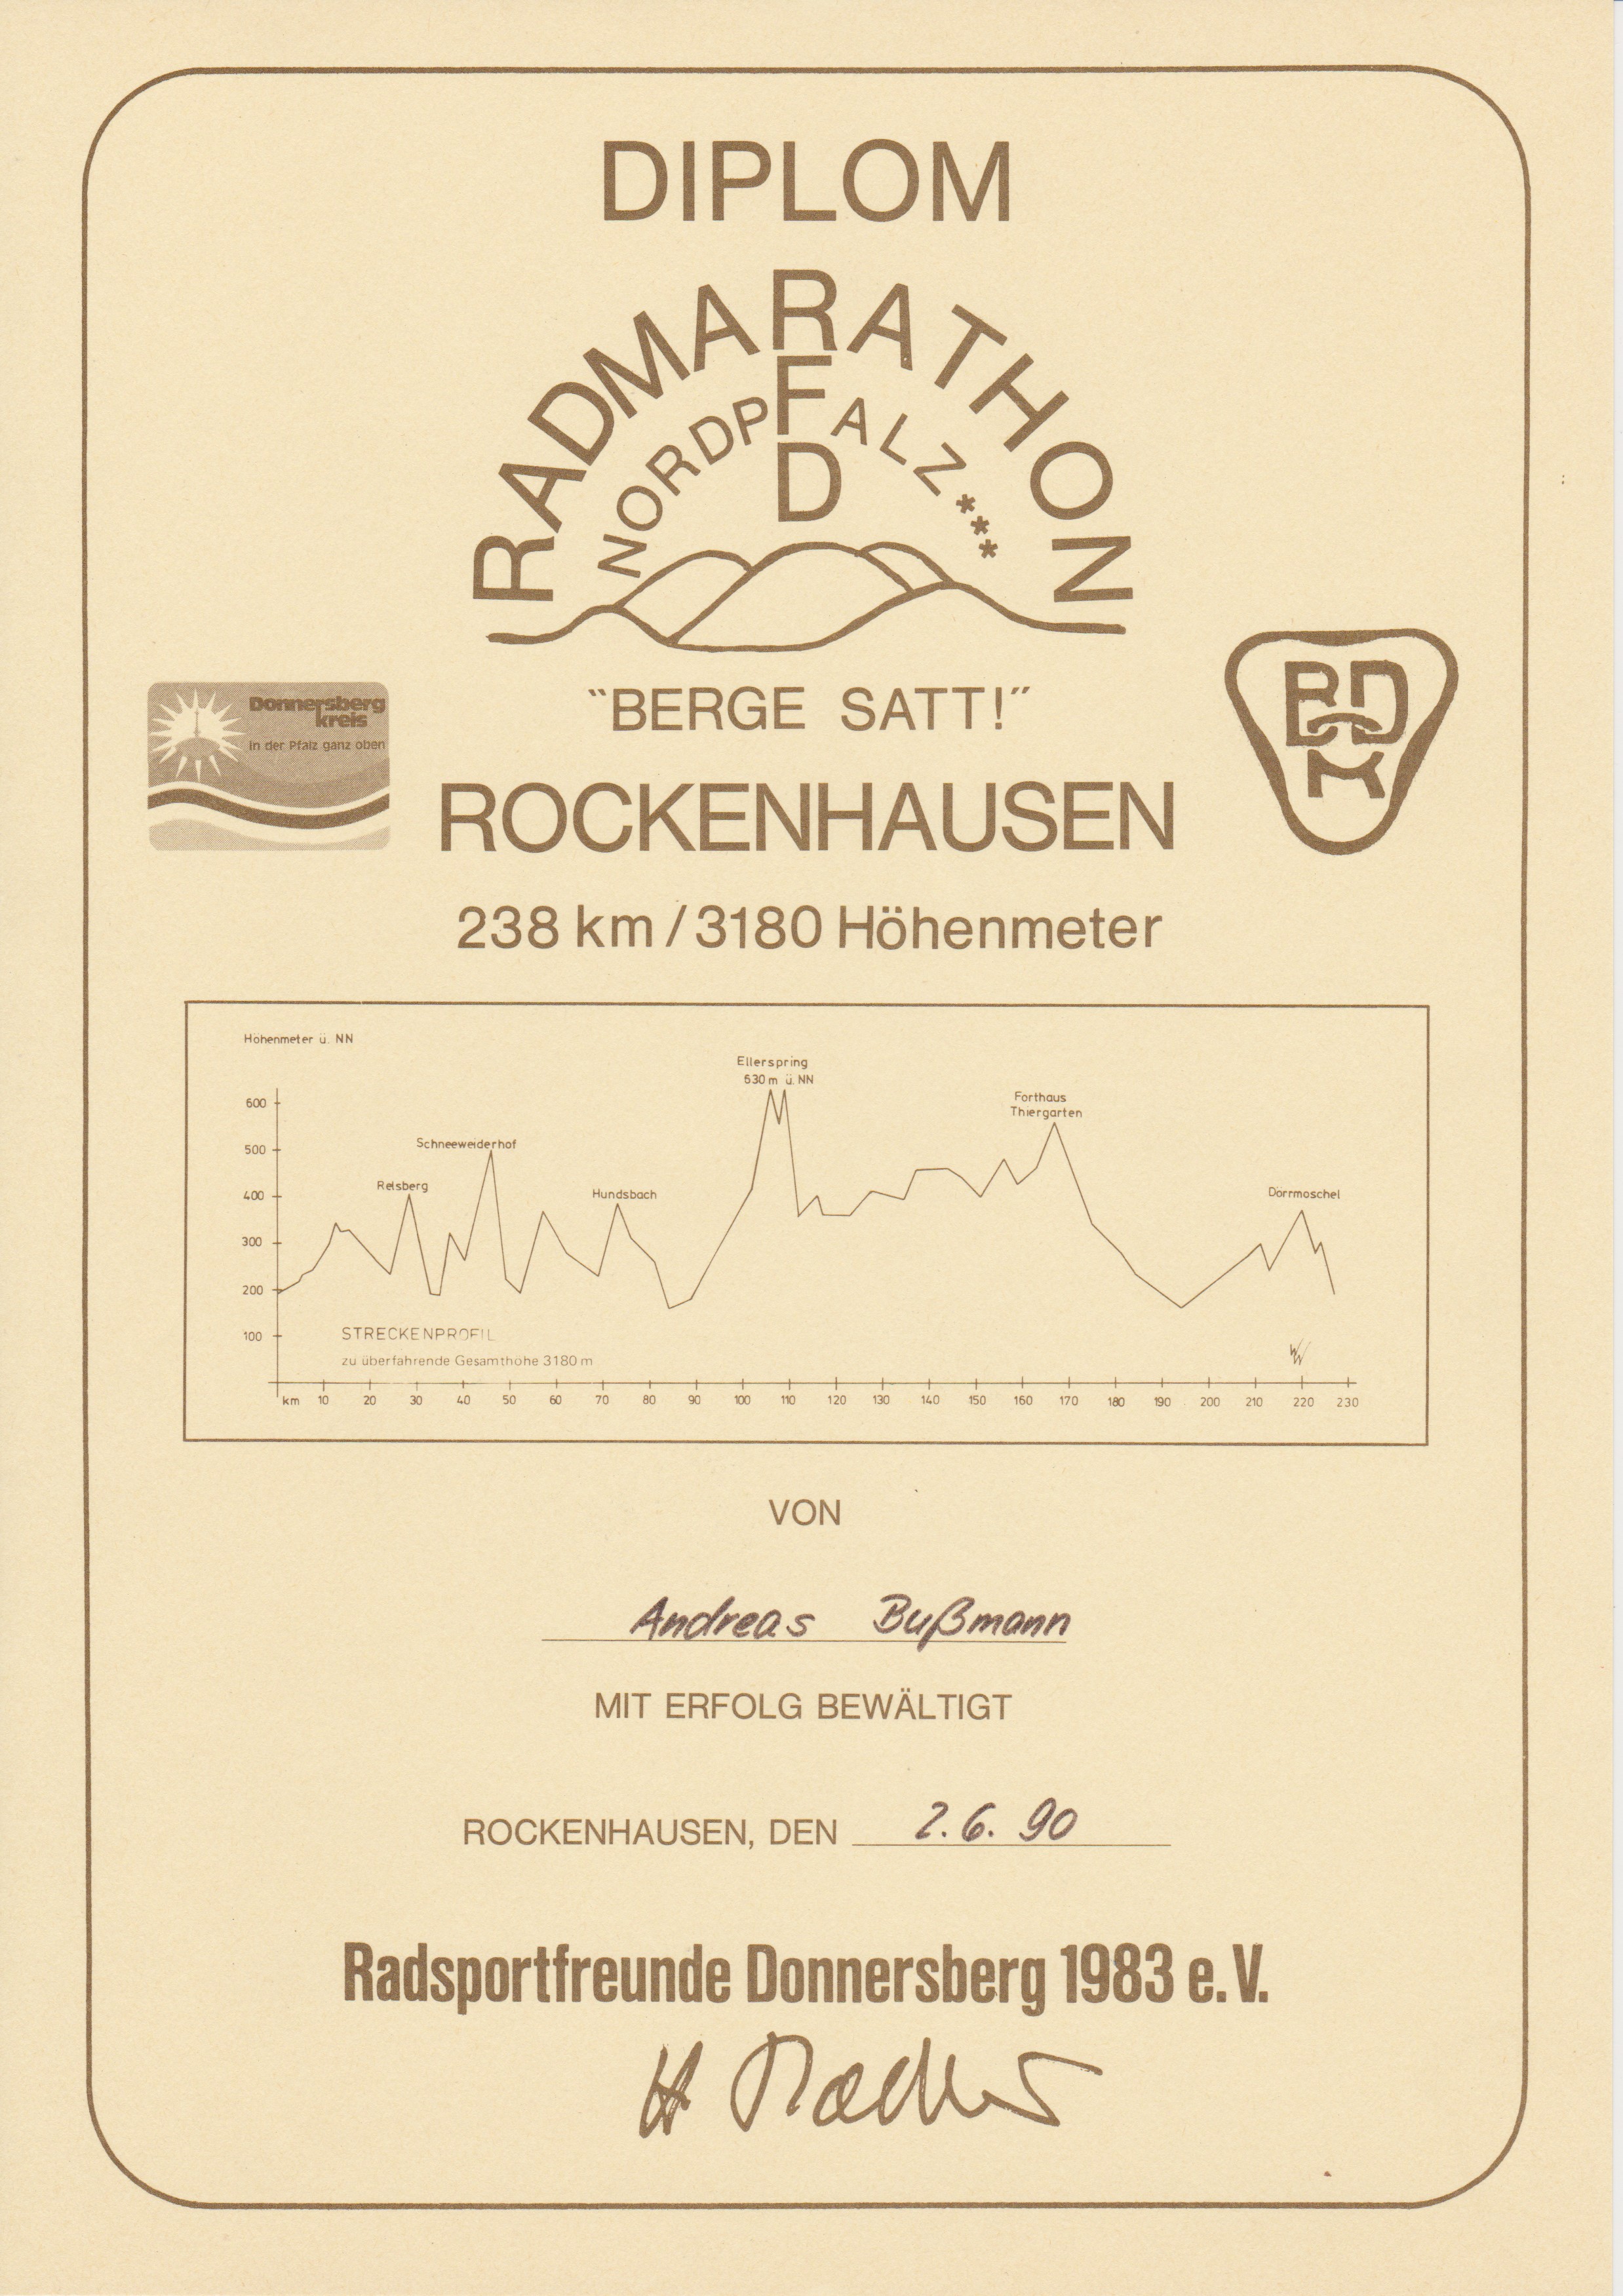 DIPLOM
RADMARATHON
NORDPFALZ***
RFD
"BERGE SATT!"
Donnersberg
kreis
in der Pfalz ganz oben
BDR
ROCKENHAUSEN
238 km / 3180 Höhenmeter
Höhenmeter ü. NN
Ellerspring
630 m ü. NN
Forthaus
Thiergarten
Schneeweiderhof
Relsberg
Hundsbach
Dörrmoschel
600
500
400
300
200
100
STRECKENPROFIL
zu überfahrende Gesamthöhe 3180 m
km 10 20 30 40 50 60 70 80 90 100 110 120 130 140 150 160 170 180 190 200 210 220 230
VON
Andreas Bußmann
MIT ERFOLG BEWÄLTIGT
ROCKENHAUSEN, DEN 2.6.90
Radsportfreunde Donnersberg 1983 e.V.